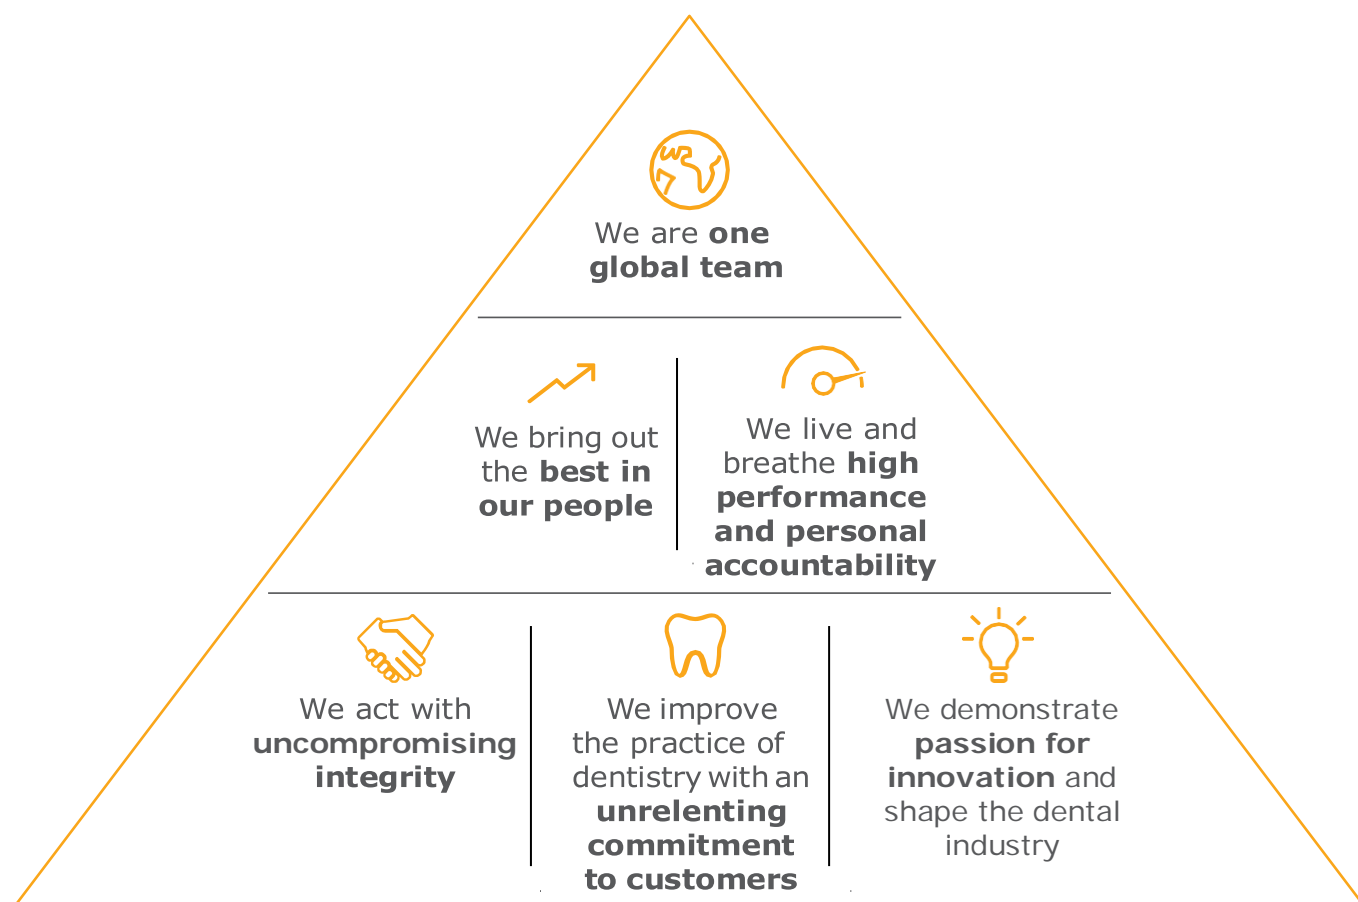 We are one
global team
We bring out
the best in
our people
We live and
breathe high
performance
and personal
accountability
We act with
uncompromising
integrity
We improve
the practice of
dentistry with an
unrelenting
commitment
to customers
We demonstrate
passion for
innovation and
shape the dental
industry